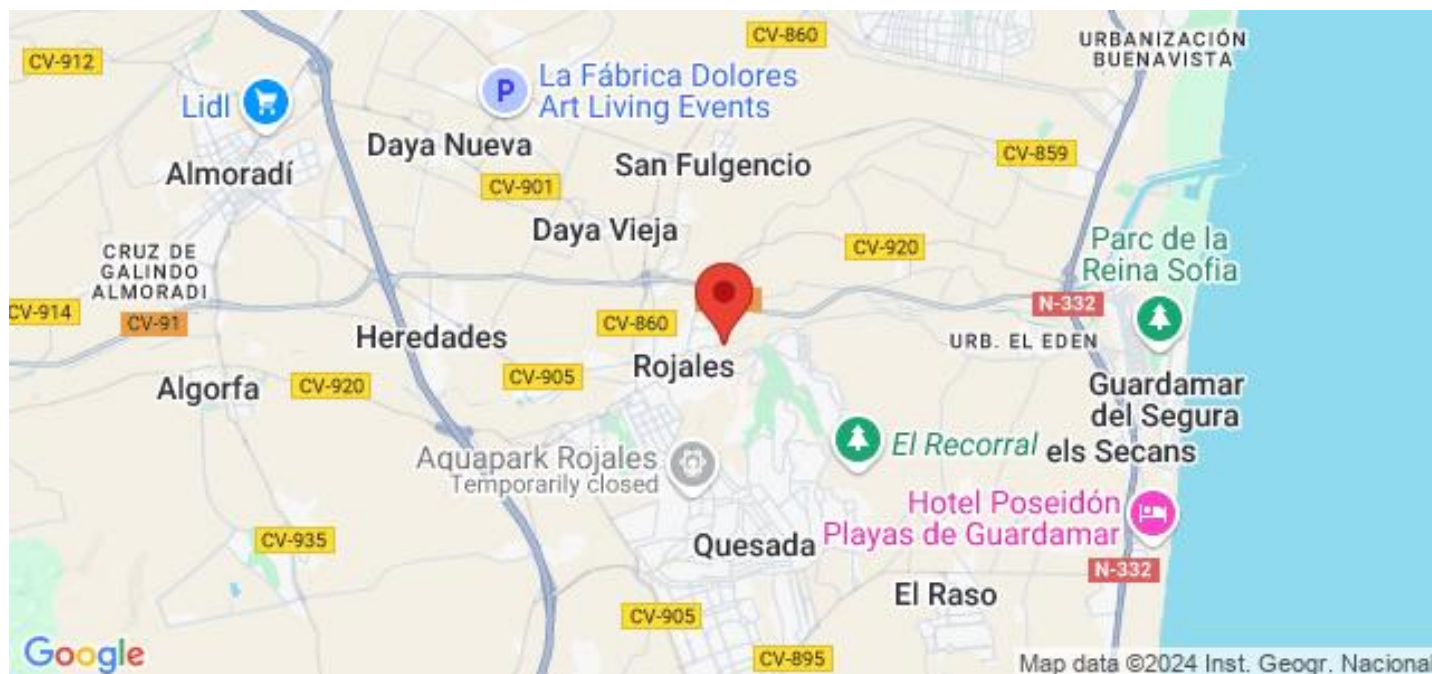 CV-860
URBANIZACIÓN
BUENAVISTA
CV-912
La Fábrica Dolores
Art Living Events
P
Lidl
Daya Nueva
CV-859
Almoradí
San Fulgencio
CV-901
Daya Vieja
CV-920
Parc de la
Reina Sofia
CRUZ DE
GALINDO
ALMORADI
N-332
CV-914
CV-91
CV-860
Heredades
URB. EL EDEN
Rojales
CV-905
Algorfa
CV-920
Guardamar
del Segura
El Recorral
els Secans
Aquapark Rojales
Temporarily closed
Hotel Poseidón
Playas de Guardamar
CV-935
Quesada
N-332
El Raso
CV-905
Google
CV-895
Map data ©2024 Inst. Geogr. Nacional